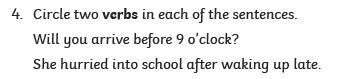 4. Circle two verbs in each of the sentences.
Will you arrive before 9 o'clock?
She hurried into school after waking up late.